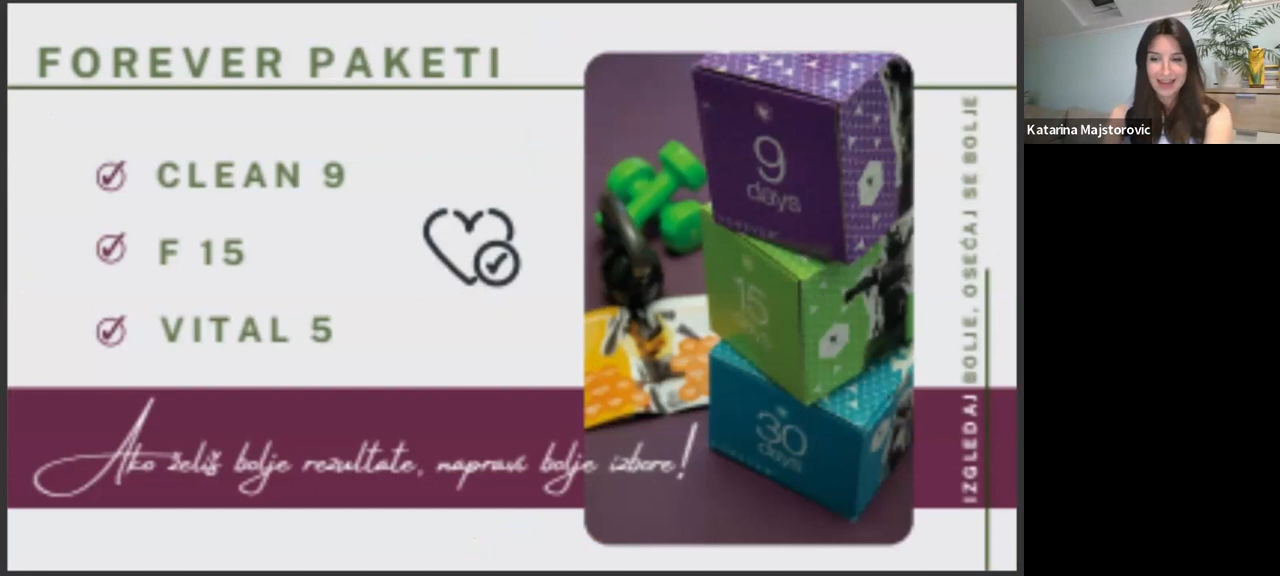 FOREVER PAKETI
CLEAN 9
F 15
VITAL 5
Ako želiš bolje rezultate, napravi bolje izbore!
9
days
15
30
days
IZGLEDAJ BOLJE, OSEĆAJ SE BOLJE
Katarina Majstorovic